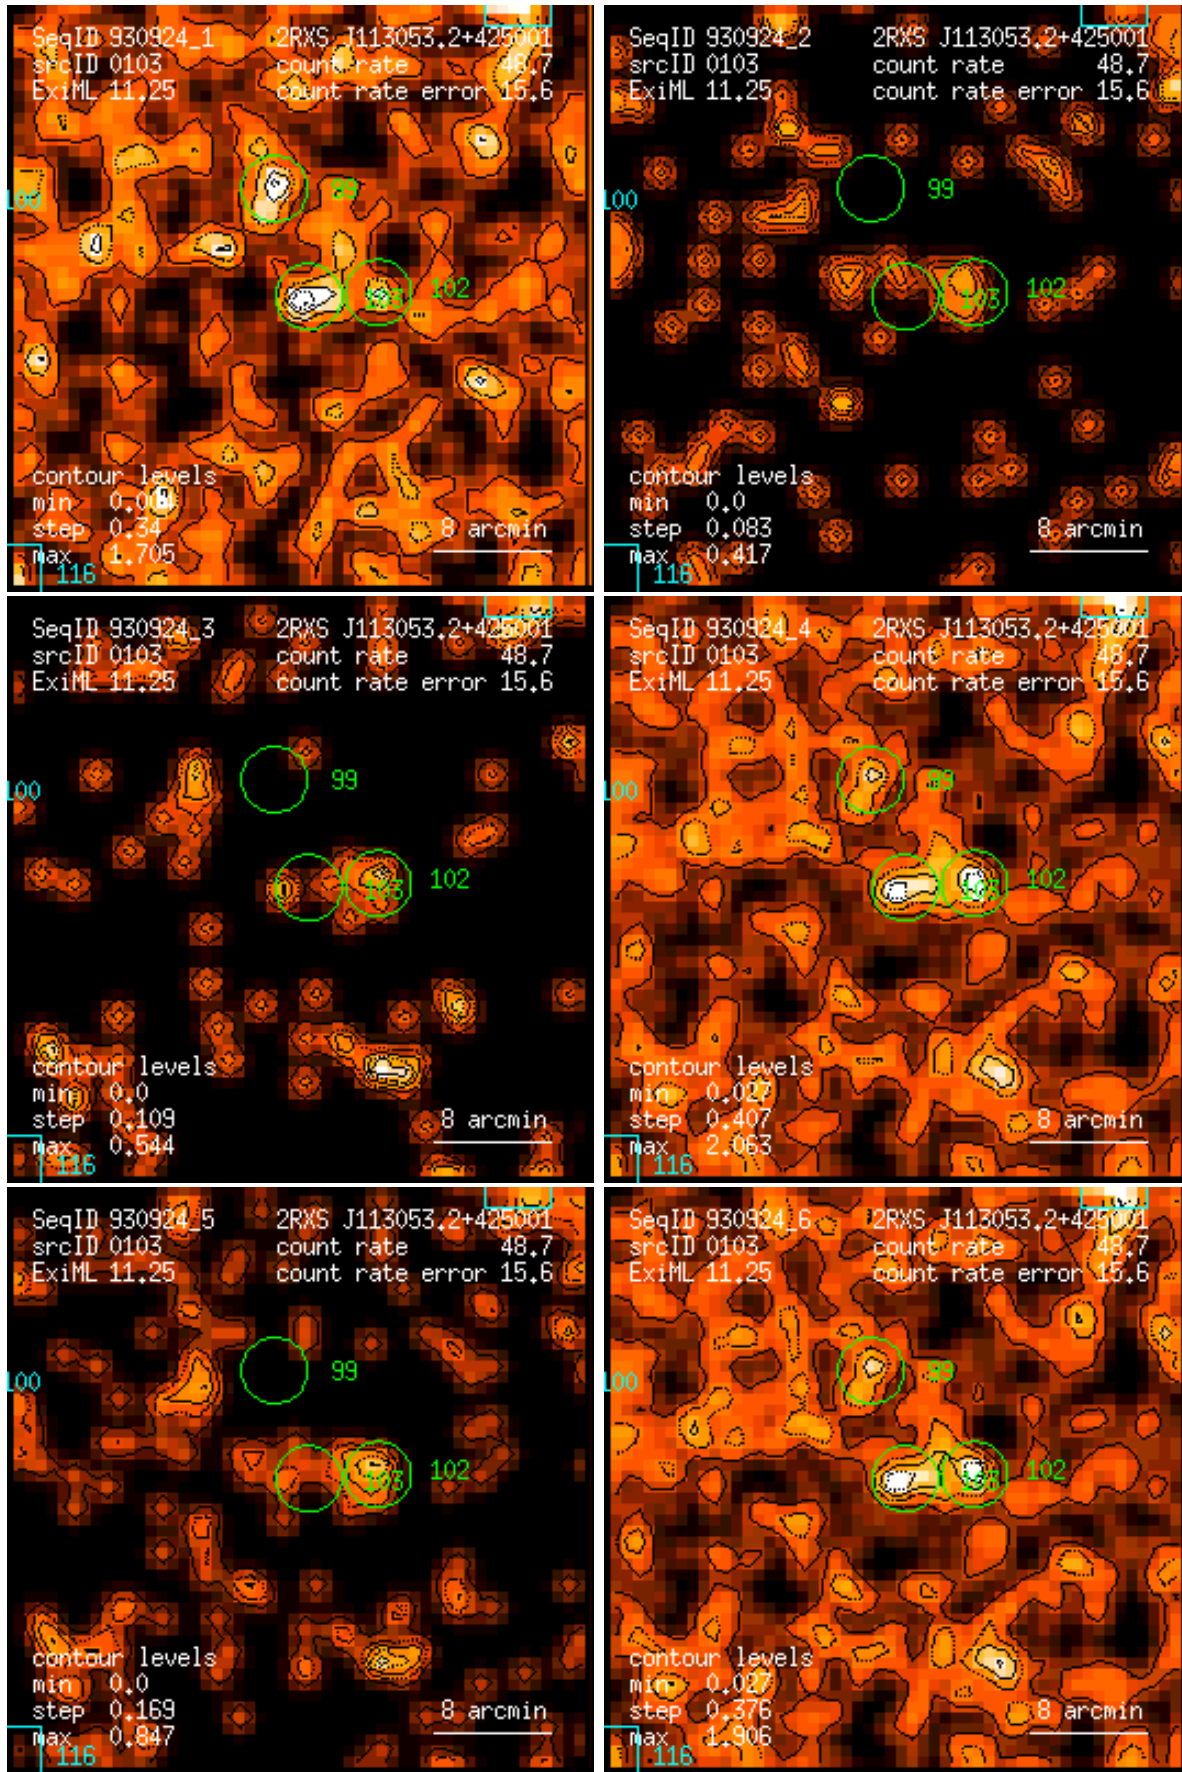 SeqID 930924_1 2RXS J113053.2+425001
srcID 0103 count rate 48.7
ExiML 11.25 count rate error 15.6
100
99
103 102
contour levels
min 0.004
step 0.34
max 1.705
8 arcmin
116
SeqID 930924_2 2RXS J113053.2+425001
srcID 0103 count rate 48.7
ExiML 11.25 count rate error 15.6
100
99
103 102
contour levels
min 0.0
step 0.083
max 0.417
8 arcmin
116
SeqID 930924_3 2RXS J113053.2+425001
srcID 0103 count rate 48.7
ExiML 11.25 count rate error 15.6
100
99
103 102
contour levels
min 0.0
step 0.109
max 0.544
8 arcmin
116
SeqID 930924_4 2RXS J113053.2+425001
srcID 0103 count rate 48.7
ExiML 11.25 count rate error 15.6
100
99
103 102
contour levels
min 0.027
step 0.407
max 2.063
8 arcmin
116
SeqID 930924_5 2RXS J113053.2+425001
srcID 0103 count rate 48.7
ExiML 11.25 count rate error 15.6
100
99
103 102
contour levels
min 0.0
step 0.169
max 0.847
8 arcmin
116
SeqID 930924_6 2RXS J113053.2+425001
srcID 0103 count rate 48.7
ExiML 11.25 count rate error 15.6
100
99
103 102
contour levels
min 0.027
step 0.376
max 1.906
8 arcmin
116